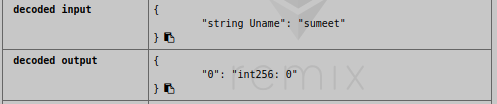 decoded input
{
"string Uname": "sumeet"
}
decoded output
{
"0": "int256: 0"
}
remix